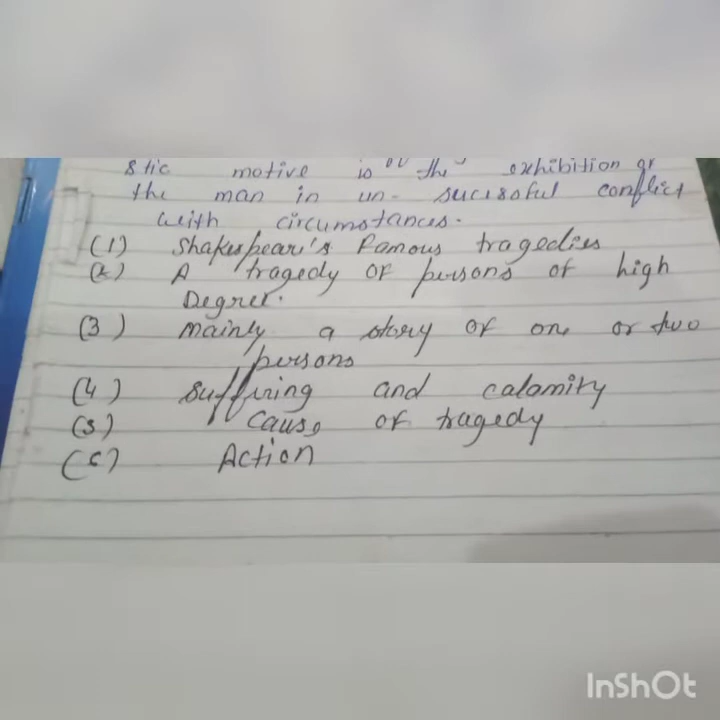 stic motive is the exhibition of
the man in un- sucessful conflict
with circumstances.
(1) Shakespear's Famous tragedies
(2) A tragedy of persons of high
Degree.
(3) mainly a story of one or two
persons
(4) Suffiring and calamity
(5) Cause of tragedy
(6) Action
InShOt